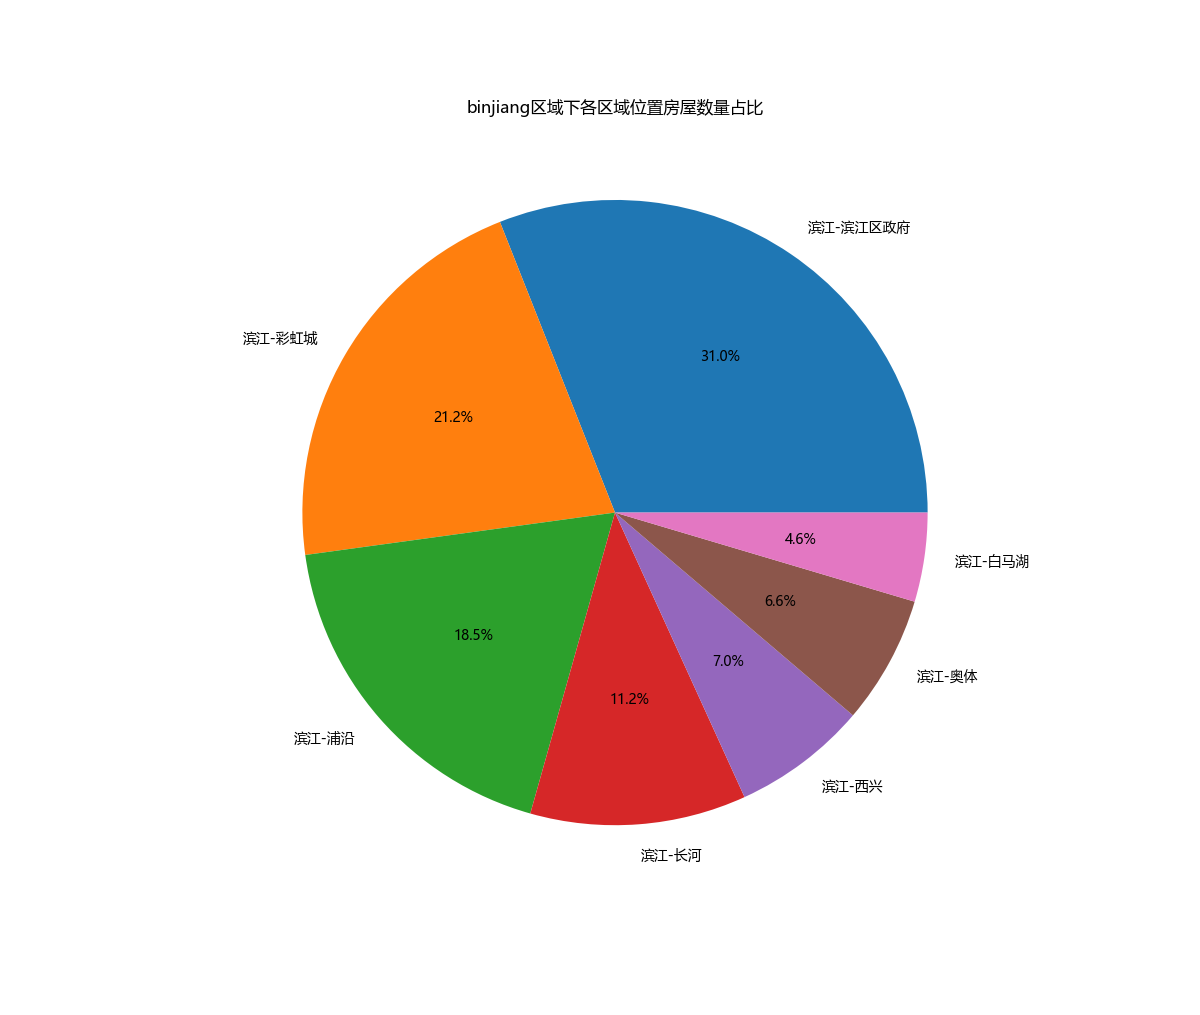 binjiang区域下各区域位置房屋数量占比
滨江-滨江区政府
31.0%
滨江-彩虹城
21.2%
滨江-浦沿
18.5%
滨江-长河
11.2%
滨江-西兴
7.0%
滨江-奥体
6.6%
滨江-白马湖
4.6%